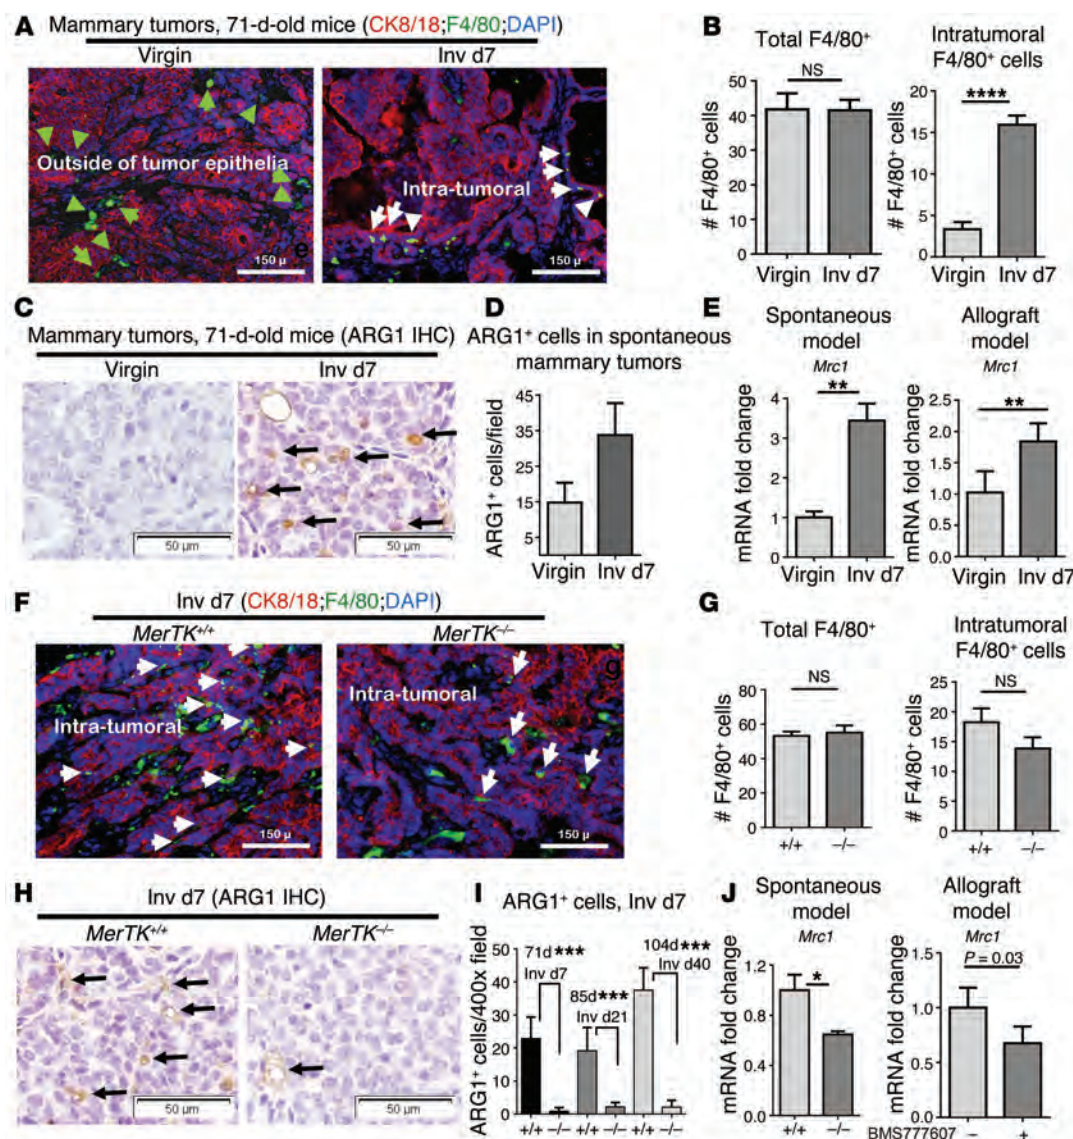 A Mammary tumors, 71-d-old mice (CK8/18;F4/80;DAPI)
Virgin Inv d7
Outside of tumor epithelia
e
150 µ
Intra-tumoral
150 µ
B
Total F4/80+
# F4/80+ cells
50
40
30
20
10
0
NS
Virgin Inv d7
Intratumoral
F4/80+ cells
# F4/80+ cells
20
15
10
5
0
****
Virgin Inv d7
C
Mammary tumors, 71-d-old mice (ARG1 IHC)
Virgin Inv d7
50 µm
50 µm
D
ARG1+ cells in spontaneous
mammary tumors
ARG1+ cells/field
45
35
25
15
0
Virgin Inv d7
E
Spontaneous
model
Mrc1
mRNA fold change
4
3
2
1
0
**
Virgin Inv d7
Allograft
model
Mrc1
mRNA fold change
2.5
2.0
1.5
1.0
0.5
0.0
**
Virgin Inv d7
F
Inv d7 (CK8/18;F4/80;DAPI)
MerTK+/+ MerTK−/−
Intra-tumoral
150 µ
g
Intra-tumoral
150 µ
G
Total F4/80+
# F4/80+ cells
80
60
40
20
0
NS
+/+ −/−
Intratumoral
F4/80+ cells
# F4/80+ cells
25
20
15
10
5
0
NS
+/+ −/−
H
Inv d7 (ARG1 IHC)
MerTK+/+ MerTK−/−
50 µm
50 µm
I
ARG1+ cells, Inv d7
ARG1+ cells/400x field
50
40
30
20
10
0
71d ***
Inv d7
85d ***
Inv d21
104d ***
Inv d40
+/+ −/− +/+ −/− +/+ −/−
J
Spontaneous
model
Mrc1
mRNA fold change
1.2
0.9
0.6
0.3
0.0
*
+/+ −/−
Allograft
model
Mrc1
P = 0.03
mRNA fold change
1.5
1.0
0.5
0.0
BMS777607 − +